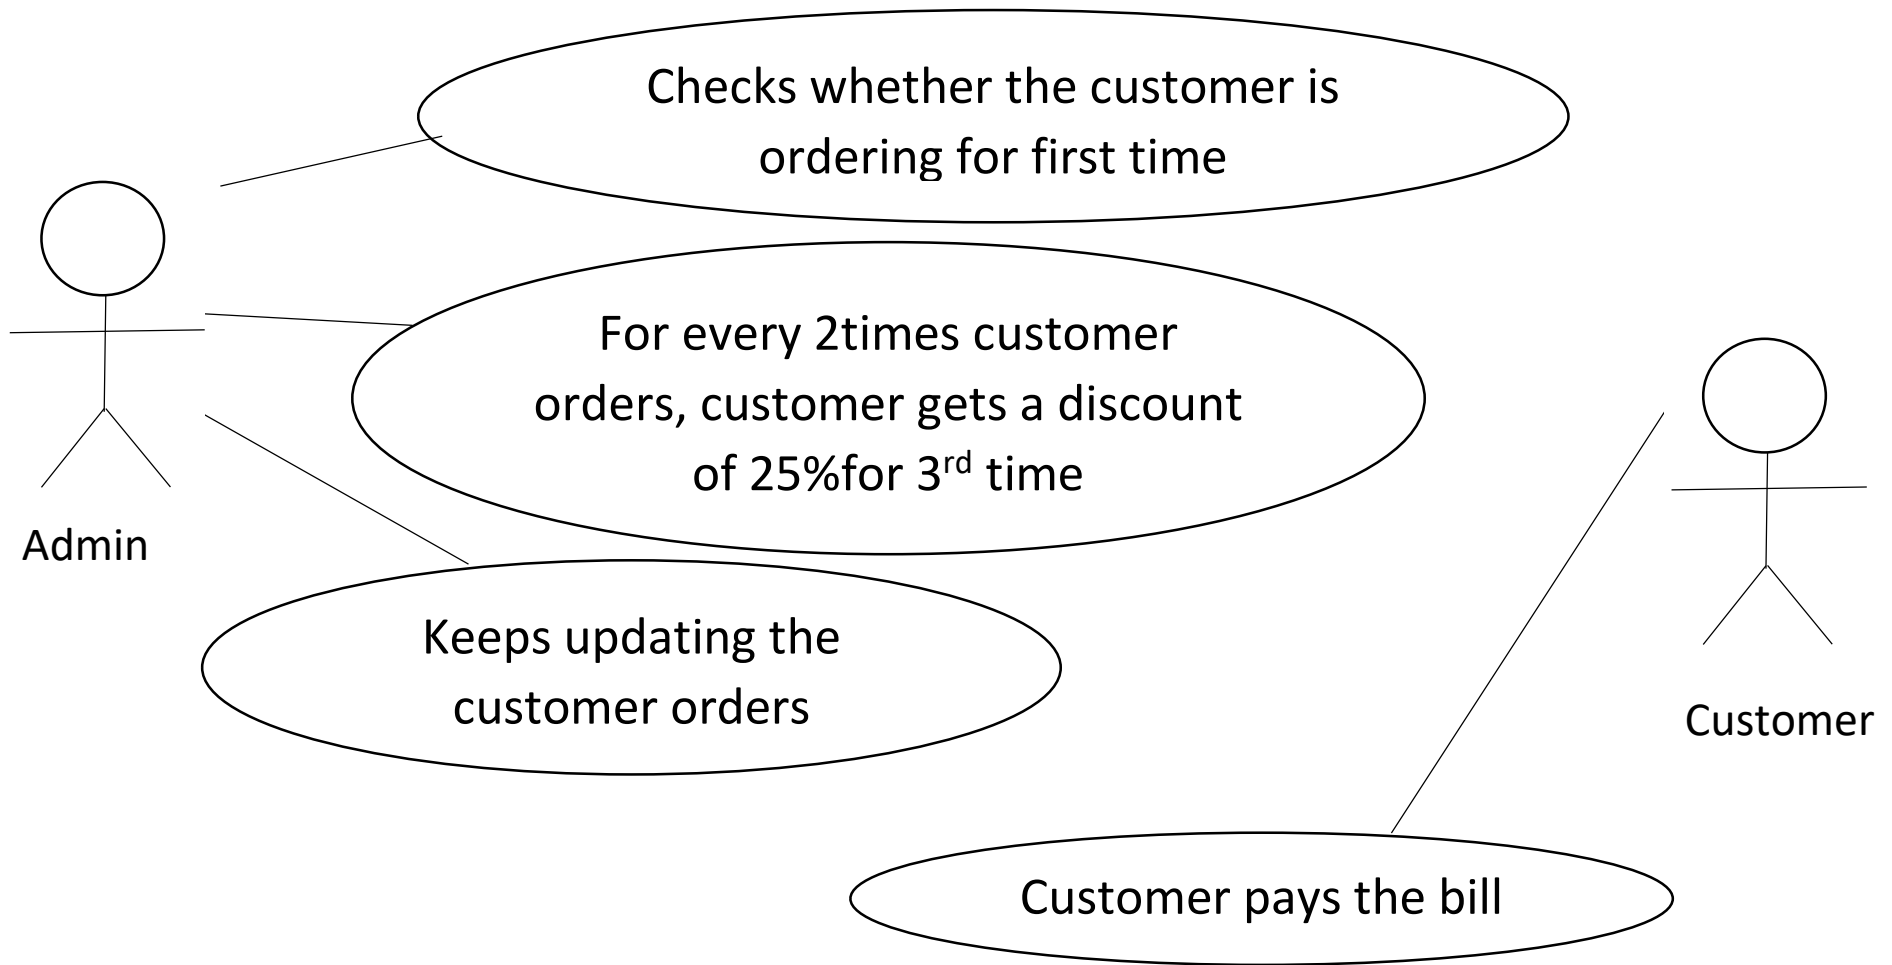 Checks whether the customer is
ordering for first time
For every 2times customer
orders, customer gets a discount
of 25%for 3rd time
Admin
Keeps updating the
customer orders
Customer
Customer pays the bill